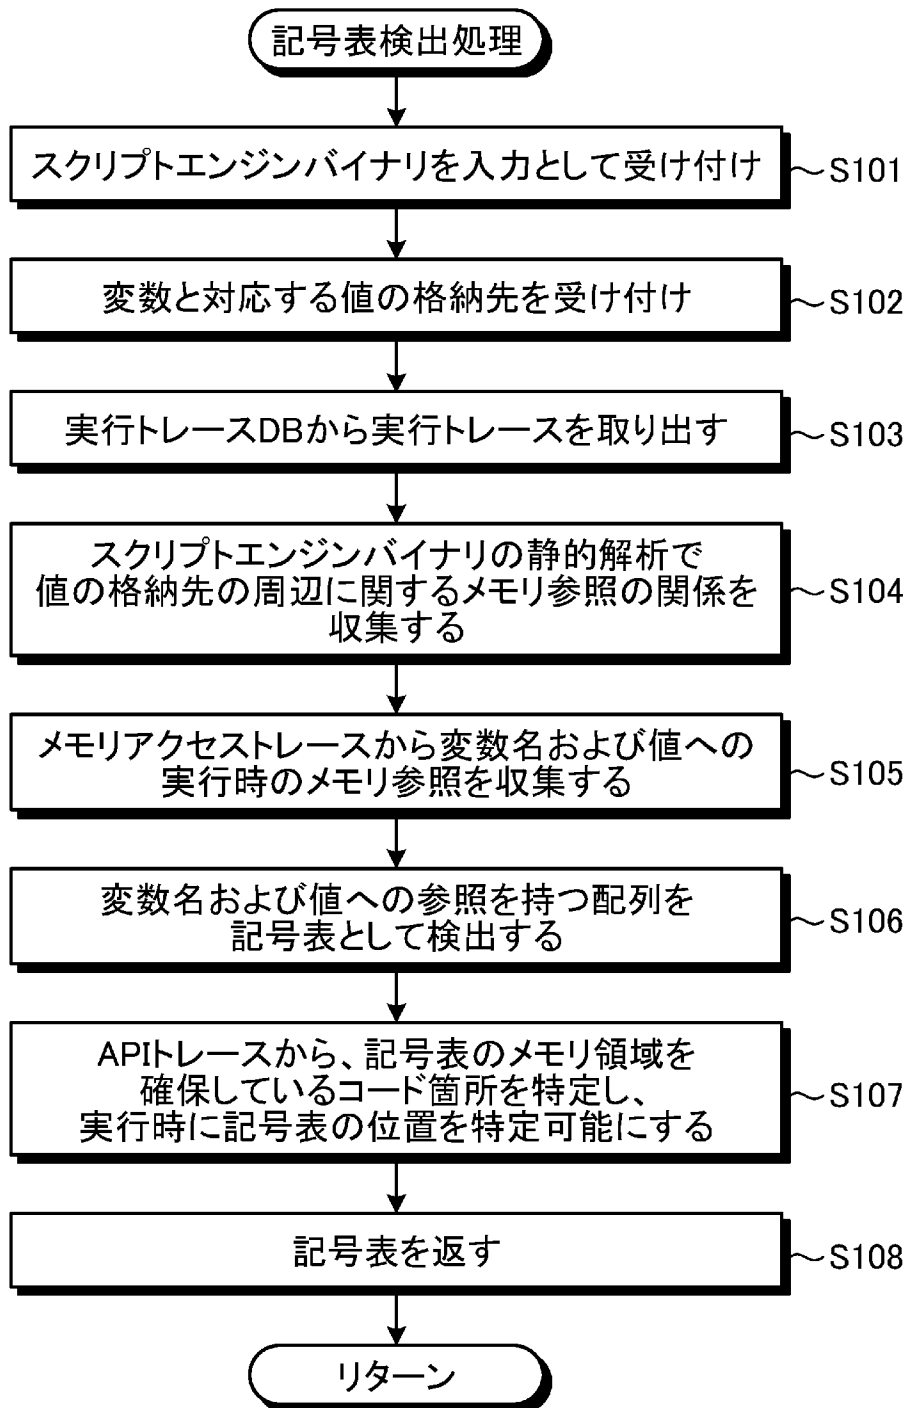 記号表検出処理
スクリプトエンジンバイナリを入力として受け付け
S101
変数と対応する値の格納先を受け付け
S102
実行トレースDBから実行トレースを取り出す
S103
スクリプトエンジンバイナリの静的解析で
値の格納先の周辺に関するメモリ参照の関係を
収集する
S104
メモリアクセストレースから変数名および値への
実行時のメモリ参照を収集する
S105
変数名および値への参照を持つ配列を
記号表として検出する
S106
APIトレースから、記号表のメモリ領域を
確保しているコード箇所を特定し、
実行時に記号表の位置を特定可能にする
S107
記号表を返す
S108
リターン